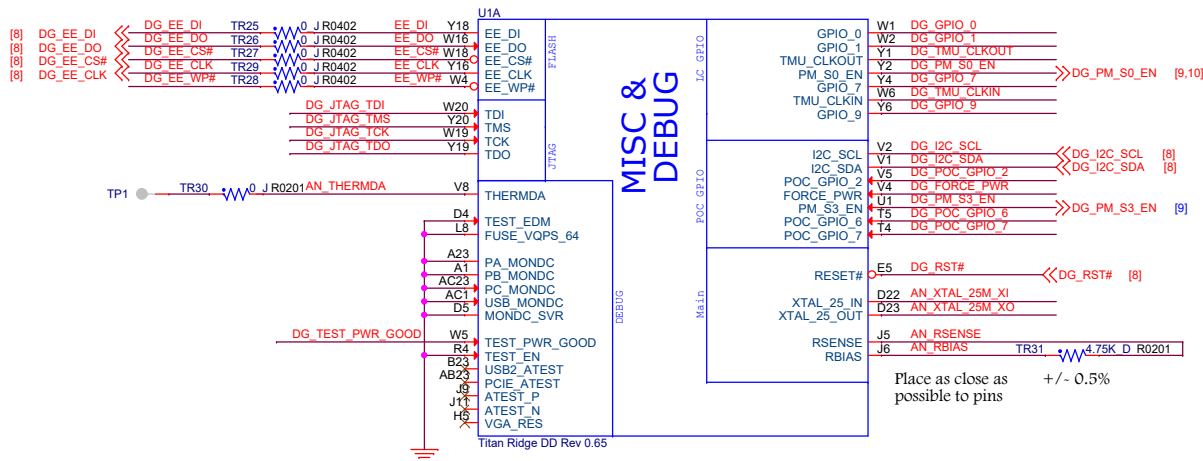 U1A
[8] DG_EE_DI DG_EE_DI TR25 0 J R0402 EE_DI Y18 EE_DI
[8] DG_EE_DO DG_EE_DO TR26 0 J R0402 EE_DO W16 EE_DO
[8] DG_EE_CS# DG_EE_CS# TR27 0 J R0402 EE_CS# W18 EE_CS#
[8] DG_EE_CLK DG_EE_CLK TR29 0 J R0402 EE_CLK Y16 EE_CLK
DG_EE_WP# TR28 0 J R0402 EE_WP# W4 EE_WP#
FLASH
DG_JTAG_TDI W20 TDI
DG_JTAG_TMS Y20 TMS
DG_JTAG_TCK W19 TCK
DG_JTAG_TDO Y19 TDO
JTAG
TP1 TR30 0 J R0201 AN_THERMDA V8 THERMDA
D4 TEST_EDM
L8 FUSE_VQPS_64
A23 PA_MONDC
A1 PB_MONDC
AC23 PC_MONDC
AC1 USB_MONDC
D5 MONDC_SVR
DG_TEST_PWR_GOOD W5 TEST_PWR_GOOD
R4 TEST_EN
B23 USB2_ATEST
AB23 PCIE_ATEST
J9 ATEST_P
J11 ATEST_N
H5 VGA_RES
DEBUG
MISC &
DEBUG
LC GPIO
GPIO_0 W1 DG_GPIO_0
GPIO_1 W2 DG_GPIO_1
TMU_CLKOUT Y1 DG_TMU_CLKOUT
PM_S0_EN Y2 DG_PM_S0_EN DG_PM_S0_EN [9,10]
GPIO_7 Y4 DG_GPIO_7
TMU_CLKIN W6 DG_TMU_CLKIN
GPIO_9 Y6 DG_GPIO_9
POC GPIO
I2C_SCL V2 DG_I2C_SCL DG_I2C_SCL [8]
I2C_SDA V1 DG_I2C_SDA DG_I2C_SDA [8]
POC_GPIO_2 V5 DG_POC_GPIO_2
FORCE_PWR V4 DG_FORCE_PWR
PM_S3_EN U1 DG_PM_S3_EN DG_PM_S3_EN [9]
POC_GPIO_6 T5 DG_POC_GPIO_6
POC_GPIO_7 T4 DG_POC_GPIO_7
Main
RESET# E5 DG_RST# DG_RST# [8]
XTAL_25_IN D22 AN_XTAL_25M_XI
XTAL_25_OUT D23 AN_XTAL_25M_XO
RSENSE J5 AN_RSENSE
RBIAS J6 AN_RBIAS TR31 4.75K_D R0201
Place as close as +/- 0.5%
possible to pins
Titan Ridge DD Rev 0.65